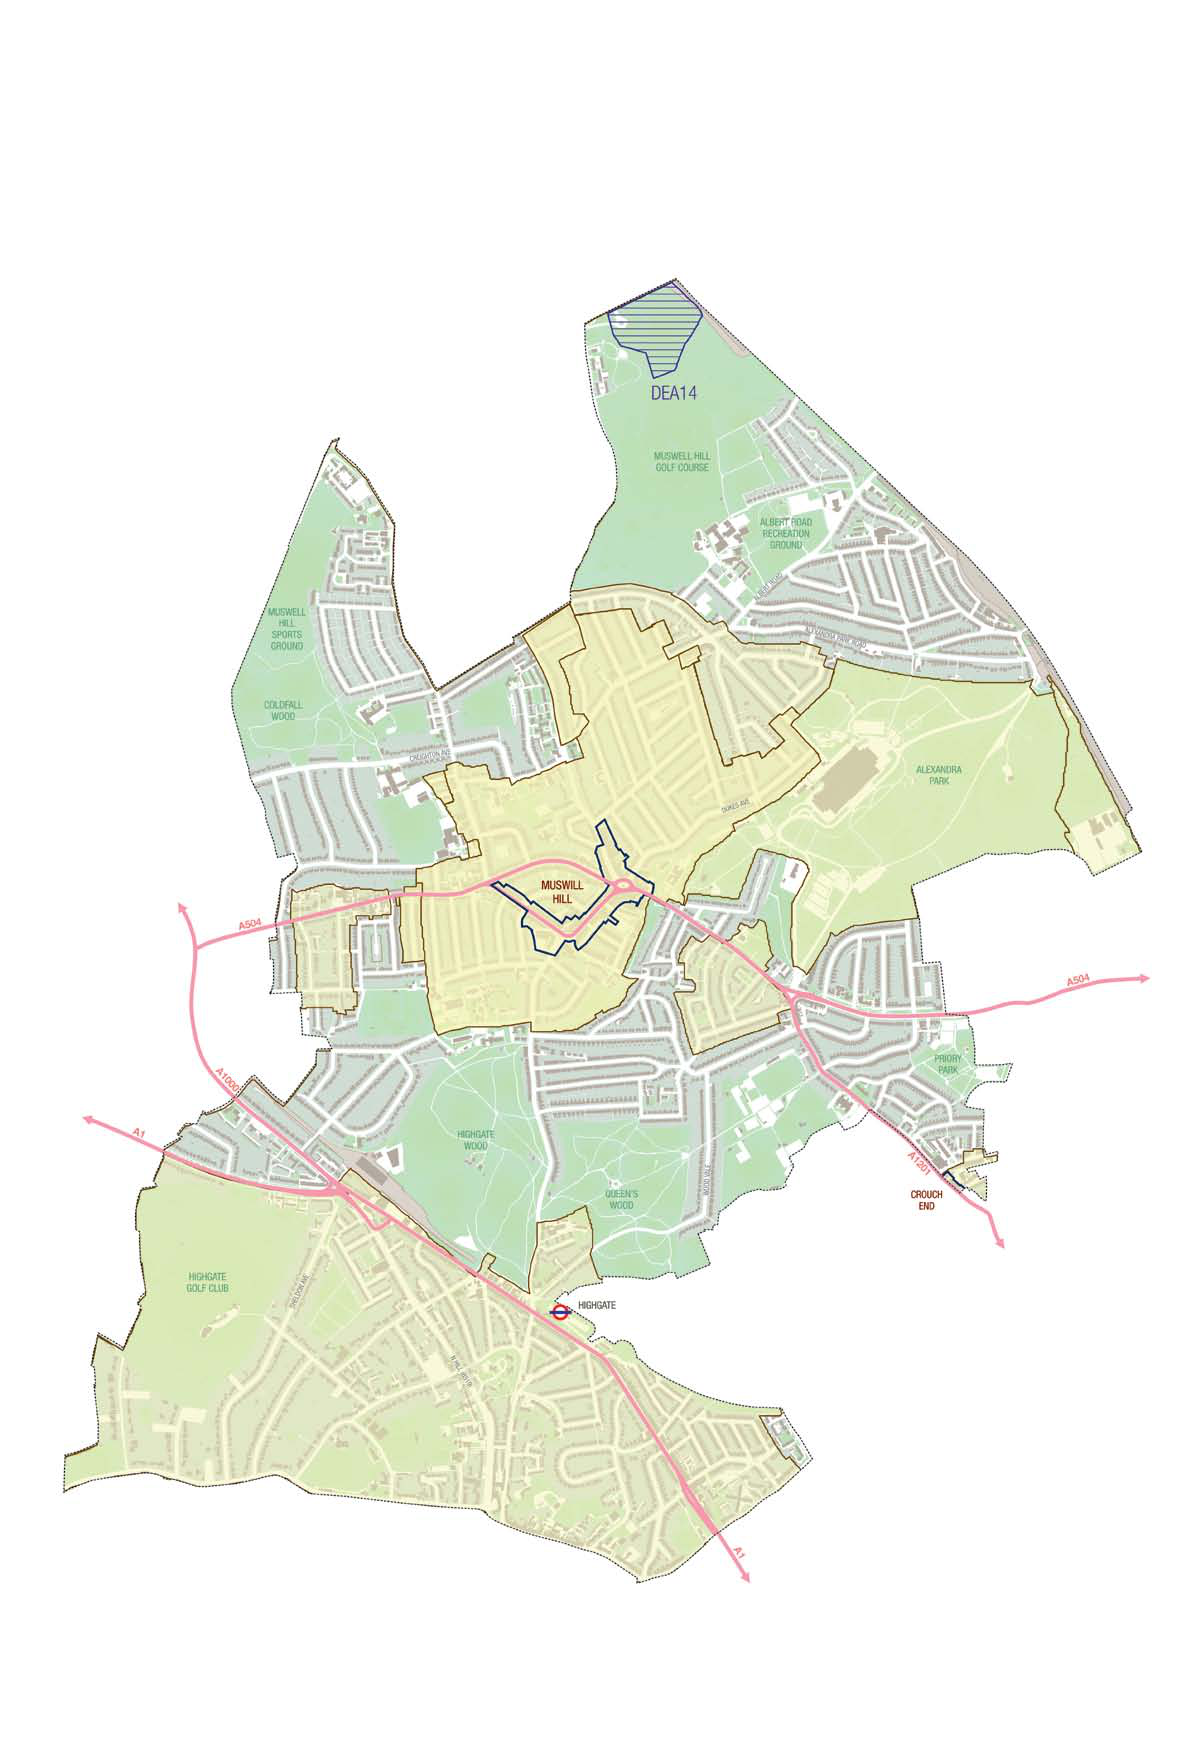 DEA14
MUSWELL HILL
GOLF COURSE
ALBERT ROAD
RECREATION
GROUND
ALBERT ROAD
ALEXANDRA PARK ROAD
MUSWELL
HILL
SPORTS
GROUND
COLDFALL
WOOD
CREIGHTON AVE
ALEXANDRA
PARK
DUKES AVE
MUSWILL
HILL
A504
A504
A1000
A1
PRIORY
PARK
HIGHGATE
WOOD
QUEEN'S
WOOD
WOOD VALE
A1201
CROUCH
END
HIGHGATE
GOLF CLUB
SHELDON AVE
HIGHGATE
A1